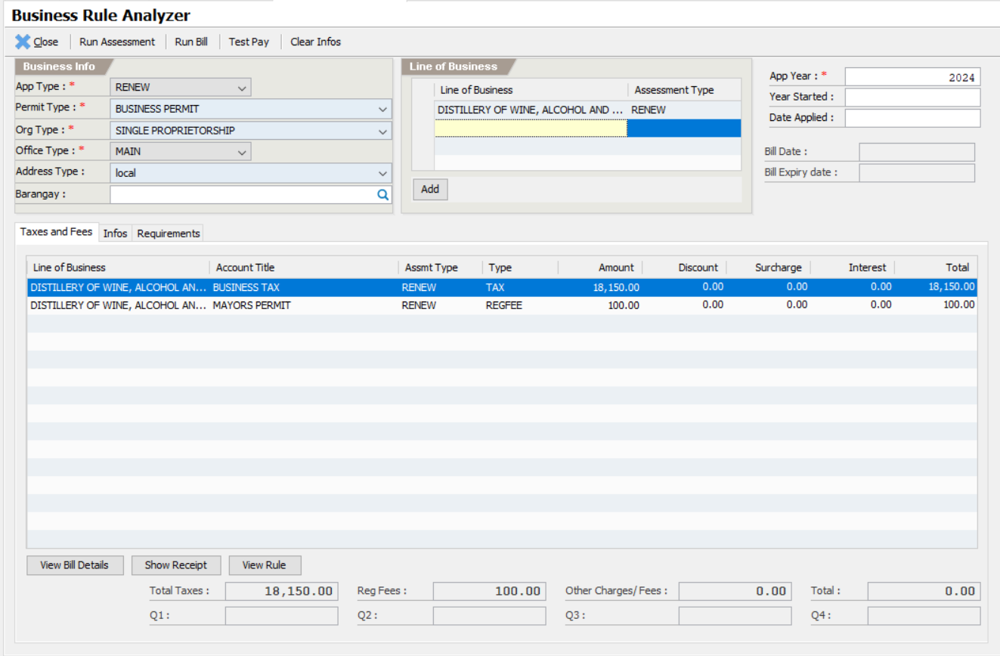 Business Rule Analyzer
Close Run Assessment Run Bill Test Pay Clear Infos
Business Info
App Type : * RENEW
Permit Type : * BUSINESS PERMIT
Org Type : * SINGLE PROPRIETORSHIP
Office Type : * MAIN
Address Type : local
Barangay :
Line of Business
Line of Business Assessment Type
DISTILLERY OF WINE, ALCOHOL AND ... RENEW
Add
App Year : * 2024
Year Started :
Date Applied :
Bill Date :
Bill Expiry date :
Taxes and Fees Infos Requirements
Line of Business Account Title Assmt Type Type Amount Discount Surcharge Interest Total
DISTILLERY OF WINE, ALCOHOL AN... BUSINESS TAX RENEW TAX 18,150.00 0.00 0.00 0.00 18,150.00
DISTILLERY OF WINE, ALCOHOL AN... MAYORS PERMIT RENEW REGFEE 100.00 0.00 0.00 0.00 100.00
View Bill Details Show Receipt View Rule
Total Taxes : 18,150.00 Reg Fees : 100.00 Other Charges/ Fees : 0.00 Total : 0.00
Q1 : Q2 : Q3 : Q4 :